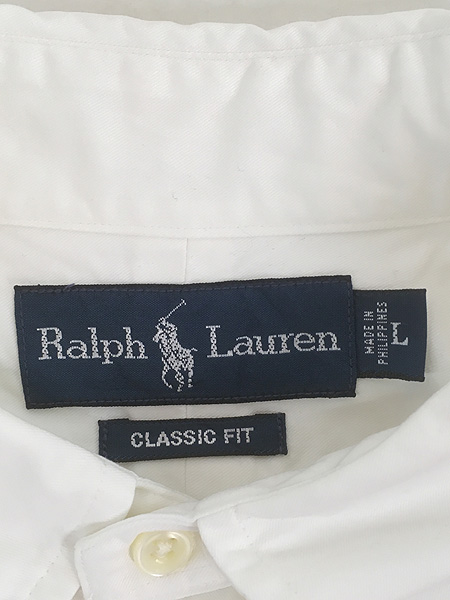 Ralph Lauren
MADE IN
PHILIPPINES
L
CLASSIC FIT